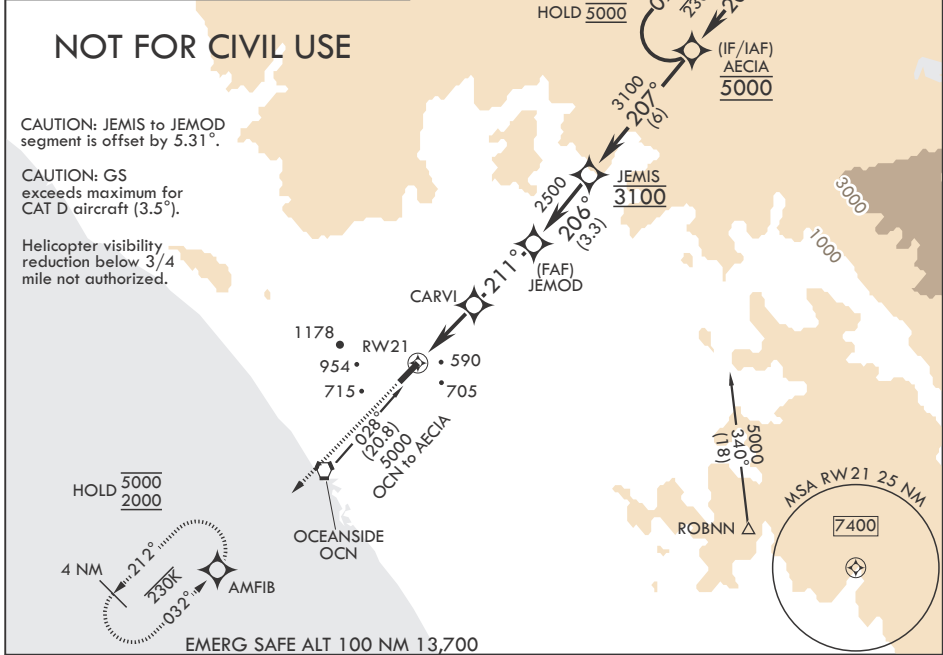 HOLD 5000
NOT FOR CIVIL USE
(IF/IAF)
AECIA
5000
3100
207°
(6)
CAUTION: JEMIS to JEMOD
segment is offset by 5.31°.
CAUTION: GS
exceeds maximum for
CAT D aircraft (3.5°).
Helicopter visibility
reduction below 3/4
mile not authorized.
JEMIS
3100
2500
206°
(3.3)
3000
1000
211°
(FAF)
JEMOD
CARVI
1178
RW21
954
590
715
705
028°
(20.8)
5000
OCN to AECIA
5000
340°
(18)
HOLD 5000
2000
OCEANSIDE
OCN
ROBNN
MSA RW21 25 NM
7400
4 NM
212°
230K
032°
AMFIB
EMERG SAFE ALT 100 NM 13,700